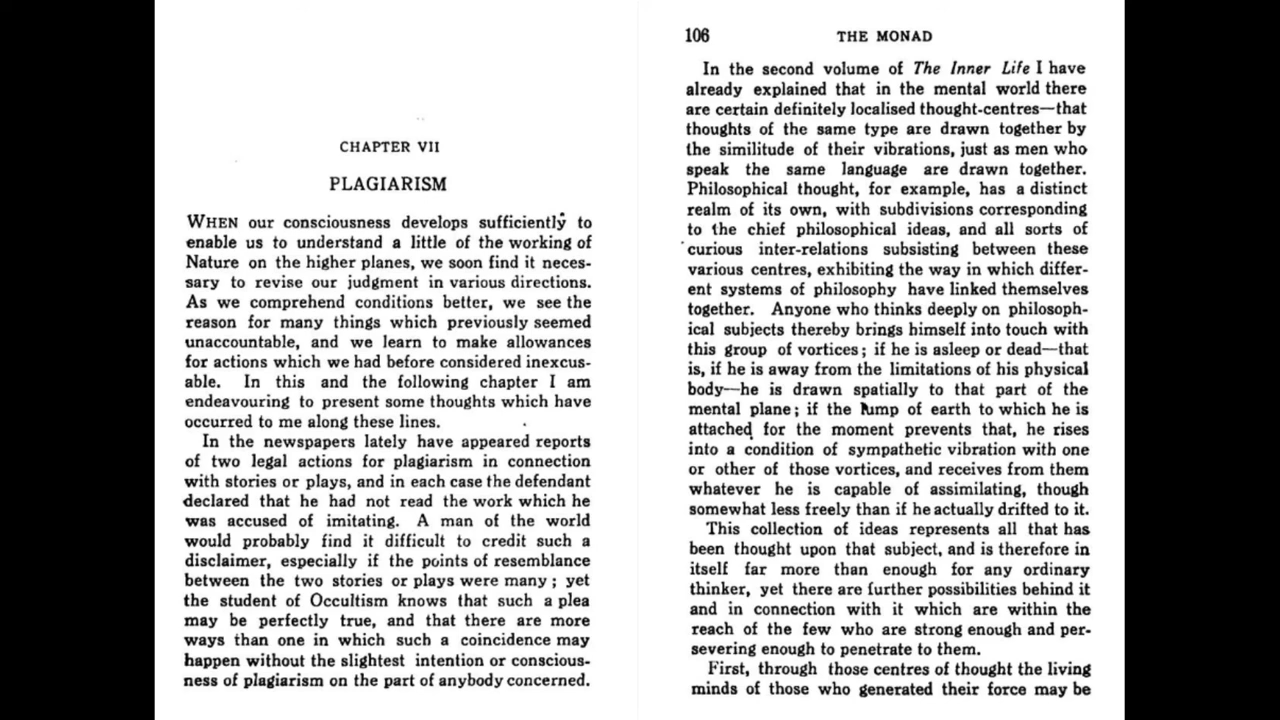 CHAPTER VII
PLAGIARISM
WHEN our consciousness develops sufficiently to
enable us to understand a little of the working of
Nature on the higher planes, we soon find it neces-
sary to revise our judgment in various directions.
As we comprehend conditions better, we see the
reason for many things which previously seemed
unaccountable, and we learn to make allowances
for actions which we had before considered inexcus-
able. In this and the following chapter I am
endeavouring to present some thoughts which have
occurred to me along these lines.
In the newspapers lately have appeared reports
of two legal actions for plagiarism in connection
with stories or plays, and in each case the defendant
declared that he had not read the work which he
was accused of imitating. A man of the world
would probably find it difficult to credit such a
disclaimer, especially if the points of resemblance
between the two stories or plays were many; yet
the student of Occultism knows that such a plea
may be perfectly true, and that there are more
ways than one in which such a coincidence may
happen without the slightest intention or conscious-
ness of plagiarism on the part of anybody concerned.
106 THE MONAD
In the second volume of The Inner Life I have
already explained that in the mental world there
are certain definitely localised thought-centres—that
thoughts of the same type are drawn together by
the similitude of their vibrations, just as men who
speak the same language are drawn together.
Philosophical thought, for example, has a distinct
realm of its own, with subdivisions corresponding
to the chief philosophical ideas, and all sorts of
curious inter-relations subsisting between these
various centres, exhibiting the way in which differ-
ent systems of philosophy have linked themselves
together. Anyone who thinks deeply on philosoph-
ical subjects thereby brings himself into touch with
this group of vortices; if he is asleep or dead—that
is, if he is away from the limitations of his physical
body—he is drawn spatially to that part of the
mental plane; if the lump of earth to which he is
attached for the moment prevents that, he rises
into a condition of sympathetic vibration with one
or other of those vortices, and receives from them
whatever he is capable of assimilating, though
somewhat less freely than if he actually drifted to it.
This collection of ideas represents all that has
been thought upon that subject, and is therefore in
itself far more than enough for any ordinary
thinker, yet there are further possibilities behind it
and in connection with it which are within the
reach of the few who are strong enough and per-
severing enough to penetrate to them.
First, through those centres of thought the living
minds of those who generated their force may be